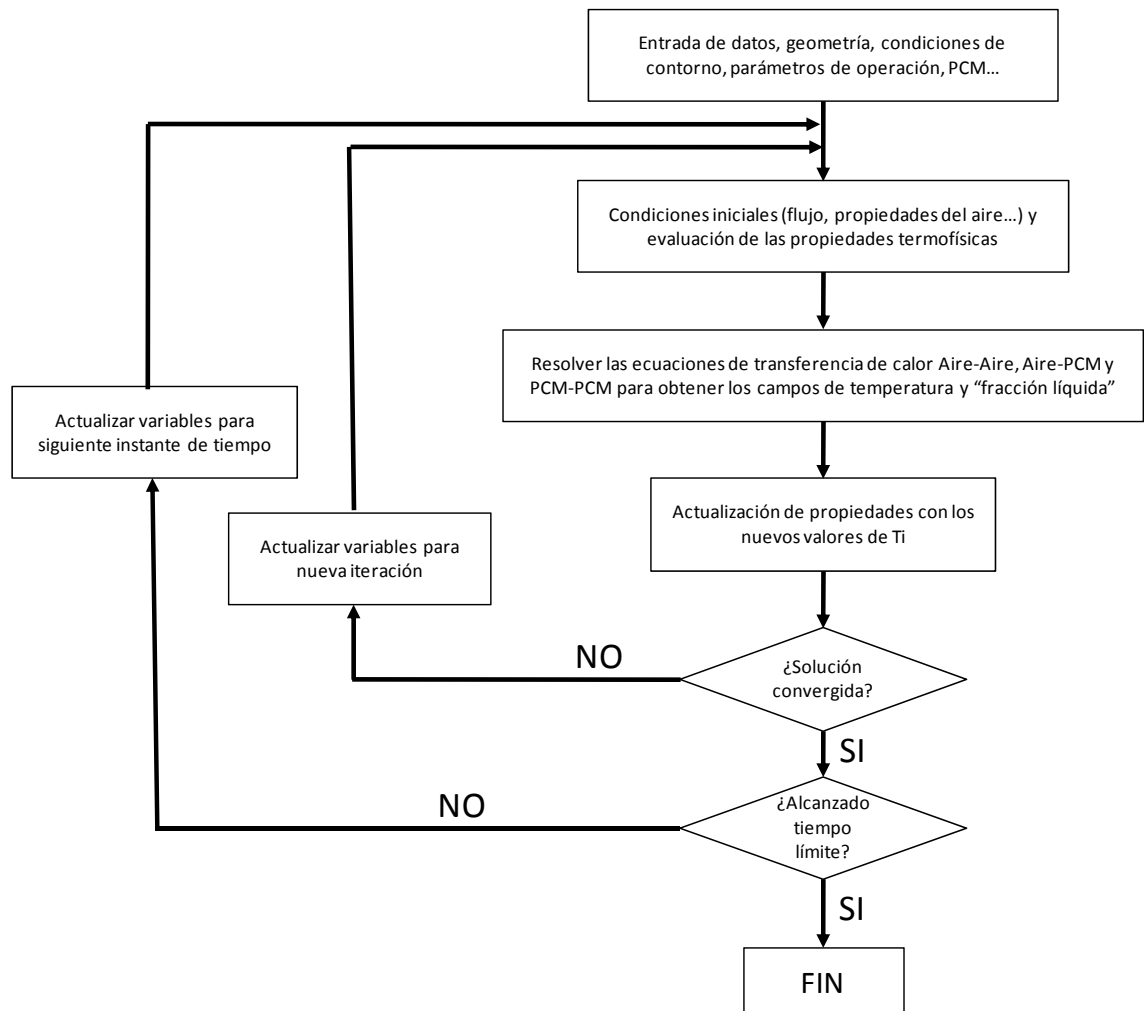 Entrada de datos, geometría, condiciones de
contorno, parámetros de operación, PCM...
Condiciones iniciales (flujo, propiedades del aire...) y
evaluación de las propiedades termofísicas
Resolver las ecuaciones de transferencia de calor Aire-Aire, Aire-PCM y
PCM-PCM para obtener los campos de temperatura y “fracción líquida”
Actualizar variables para
siguiente instante de tiempo
Actualización de propiedades con los
nuevos valores de Ti
Actualizar variables para
nueva iteración
NO
¿Solución
convergida?
SI
NO
¿Alcanzado
tiempo
límite?
SI
FIN